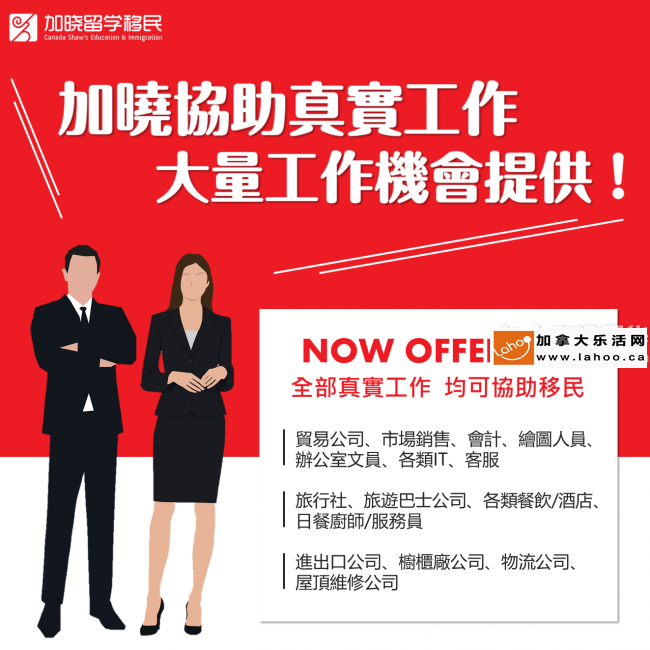 加晓留学移民
Canada Shaw's Education & Immigration
加曉協助真實工作
大量工作機會提供！
NOW OFFE
加拿大乐活网
Lahoo
www.lahoo.ca
全部真實工作 均可協助移民
貿易公司、市場銷售、會計、繪圖人員、
辦公室文員、各類IT、客服
旅行社、旅遊巴士公司、各類餐飲/酒店、
日餐廚師/服務員
進出口公司、櫥櫃廠公司、物流公司、
屋頂維修公司